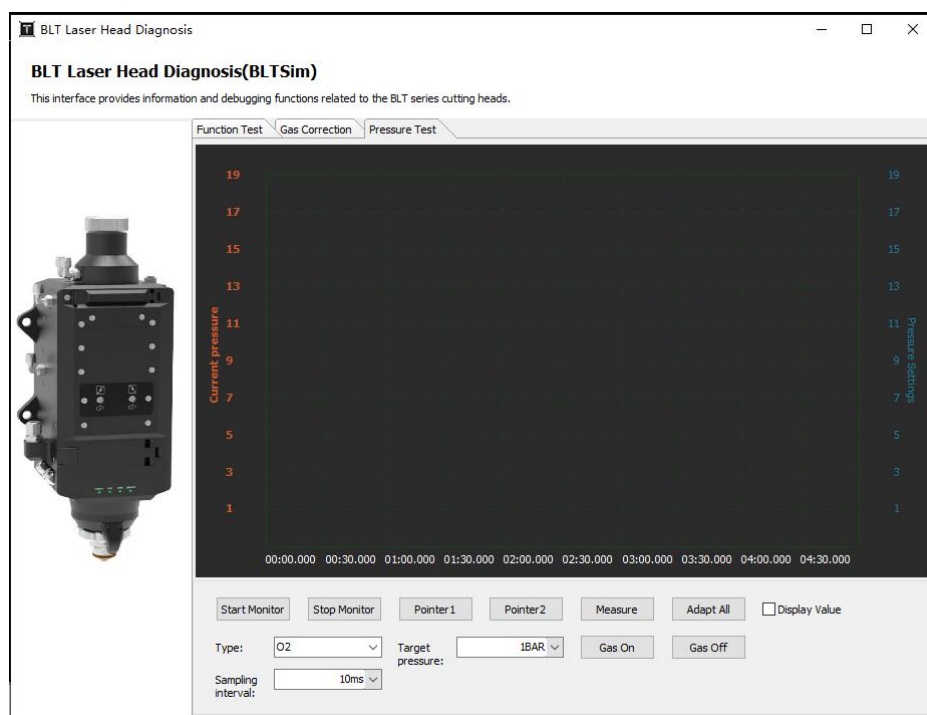 BLT Laser Head Diagnosis
BLT Laser Head Diagnosis(BLTSim)
This interface provides information and debugging functions related to the BLT series cutting heads.
Function Test Gas Correction Pressure Test
19 19
17 17
15 15
13 13
11 11
9 9
7 7
5 5
3 3
1 1
Current pressure
Pressure Settings
00:00.000 00:30.000 01:00.000 01:30.000 02:00.000 02:30.000 03:00.000 03:30.000 04:00.000 04:30.000
Start Monitor Stop Monitor Pointer1 Pointer2 Measure Adapt All Display Value
Type: O2 Target pressure: 1BAR Gas On Gas Off
Sampling interval: 10ms